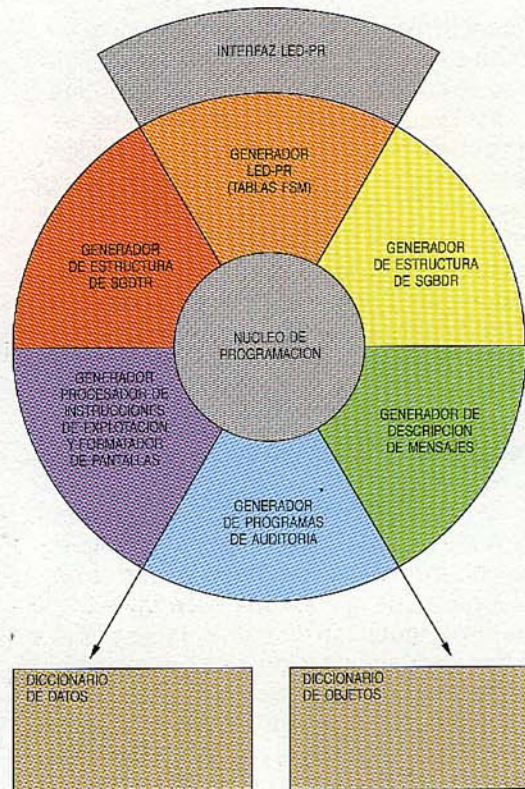 INTERFAZ LED-PR
GENERADOR
LED-PR
(TABLAS FSM)
GENERADOR
DE ESTRUCTURA
DE SGDTR
GENERADOR
DE ESTRUCTURA
DE SGBDR
NUCLEO DE
PROGRAMACION
GENERADOR
PROCESADOR DE
INSTRUCCIONES
DE EXPLOTACION
Y FORMATADOR
DE PANTALLAS
GENERADOR DE
DESCRIPCION
DE MENSAJES
GENERADOR
DE PROGRAMAS
DE AUDITORIA
DICCIONARIO
DE DATOS
DICCIONARIO
DE OBJETOS